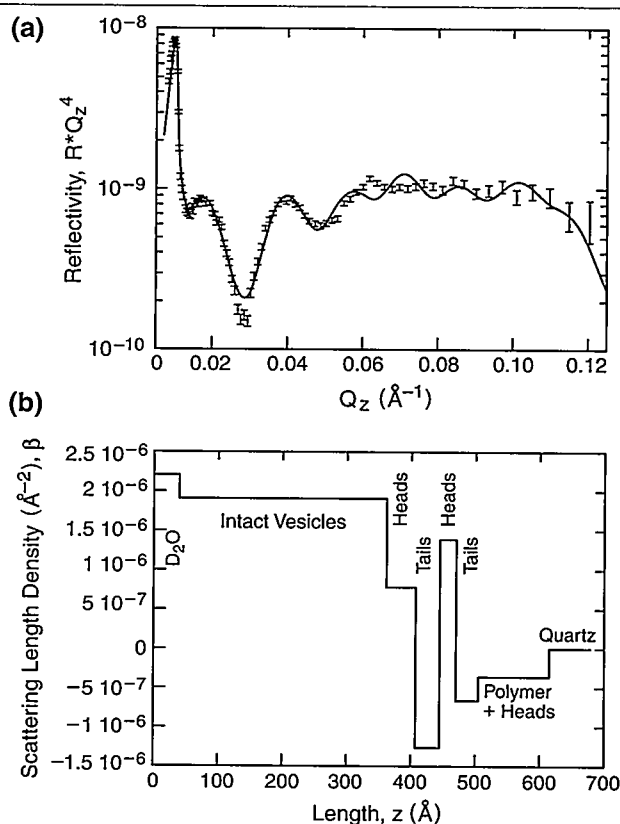 (a)
10⁻⁸
10⁻⁹
10⁻¹⁰
Reflectivity, R*Qz⁴
0 0.02 0.04 0.06 0.08 0.10 0.12
Qz (Å⁻¹)
(b)
Scattering Length Density (Å⁻²), β
2.5 10⁻⁶
2 10⁻⁶
1.5 10⁻⁶
1 10⁻⁶
5 10⁻⁷
0
−5 10⁻⁷
−1 10⁻⁶
−1.5 10⁻⁶
D₂O
Intact Vesicles
Heads
Tails
Heads
Tails
Polymer
+ Heads
Quartz
0 100 200 300 400 500 600 700
Length, z (Å)